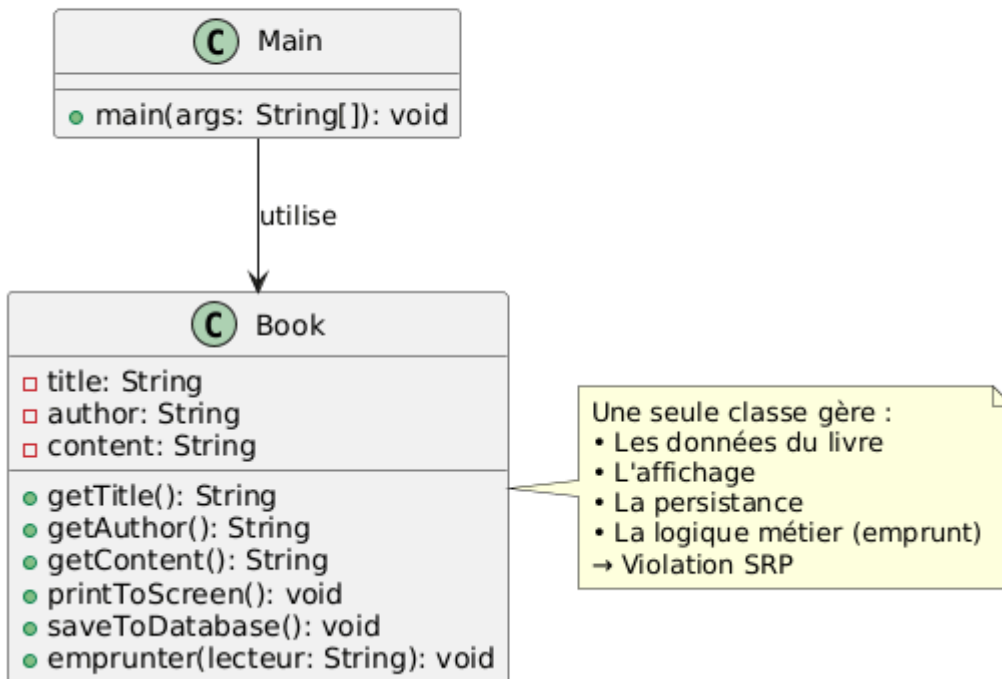 C Main
main(args: String[]): void
utilise
C Book
title: String
author: String
content: String
getTitle(): String
getAuthor(): String
getContent(): String
printToScreen(): void
saveToDatabase(): void
emprunter(lecteur: String): void
Une seule classe gère :
• Les données du livre
• L'affichage
• La persistance
• La logique métier (emprunt)
→ Violation SRP